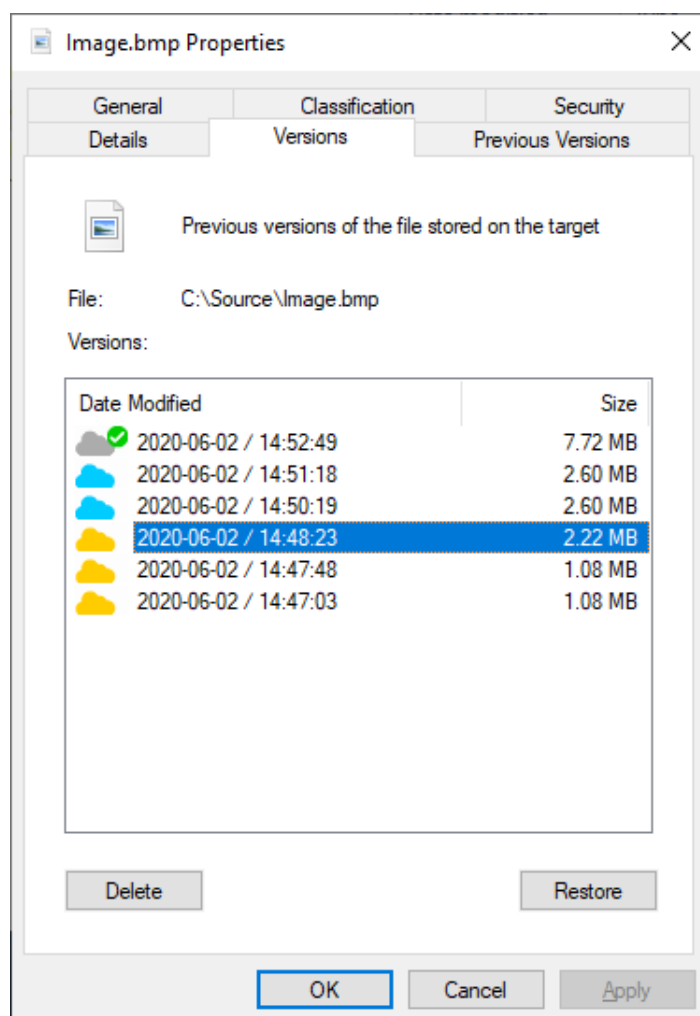 Image.bmp Properties
General Classification Security
Details Versions Previous Versions
Previous versions of the file stored on the target
File: C:\Source\Image.bmp
Versions:
Date Modified Size
2020-06-02 / 14:52:49 7.72 MB
2020-06-02 / 14:51:18 2.60 MB
2020-06-02 / 14:50:19 2.60 MB
2020-06-02 / 14:48:23 2.22 MB
2020-06-02 / 14:47:48 1.08 MB
2020-06-02 / 14:47:03 1.08 MB
Delete Restore
OK Cancel Apply